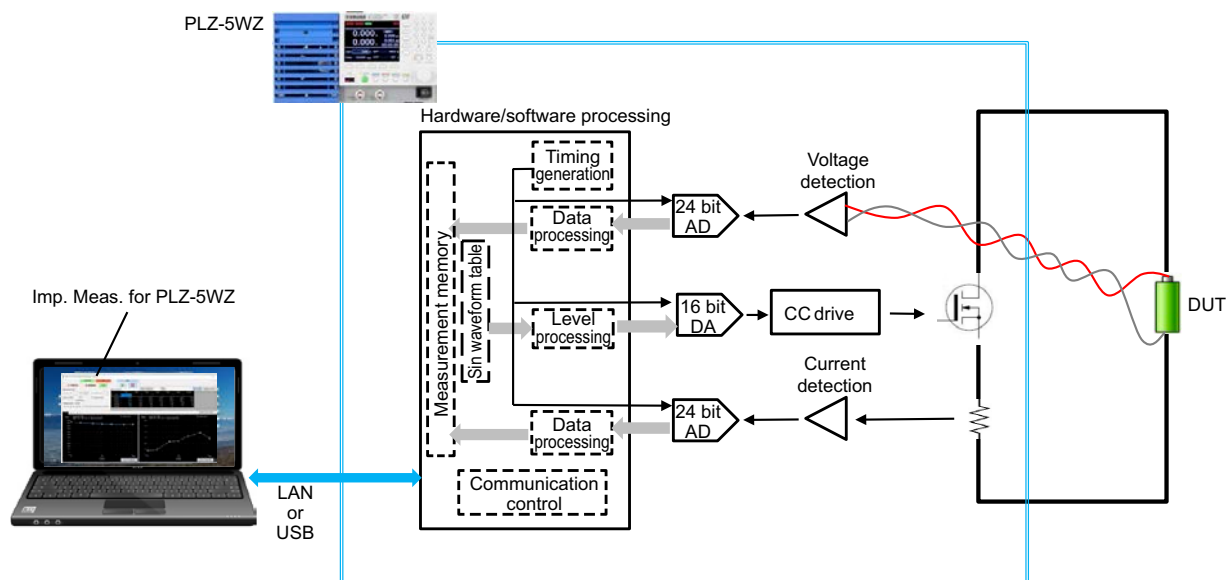 PLZ-5WZ
Hardware/software processing
Timing
generation
Voltage
detection
24 bit
AD
Data
processing
Measurement memory
Sin waveform table
Imp. Meas. for PLZ-5WZ
16 bit
DA
CC drive
Level
processing
DUT
Current
detection
24 bit
AD
Data
processing
Communication
control
LAN
or
USB